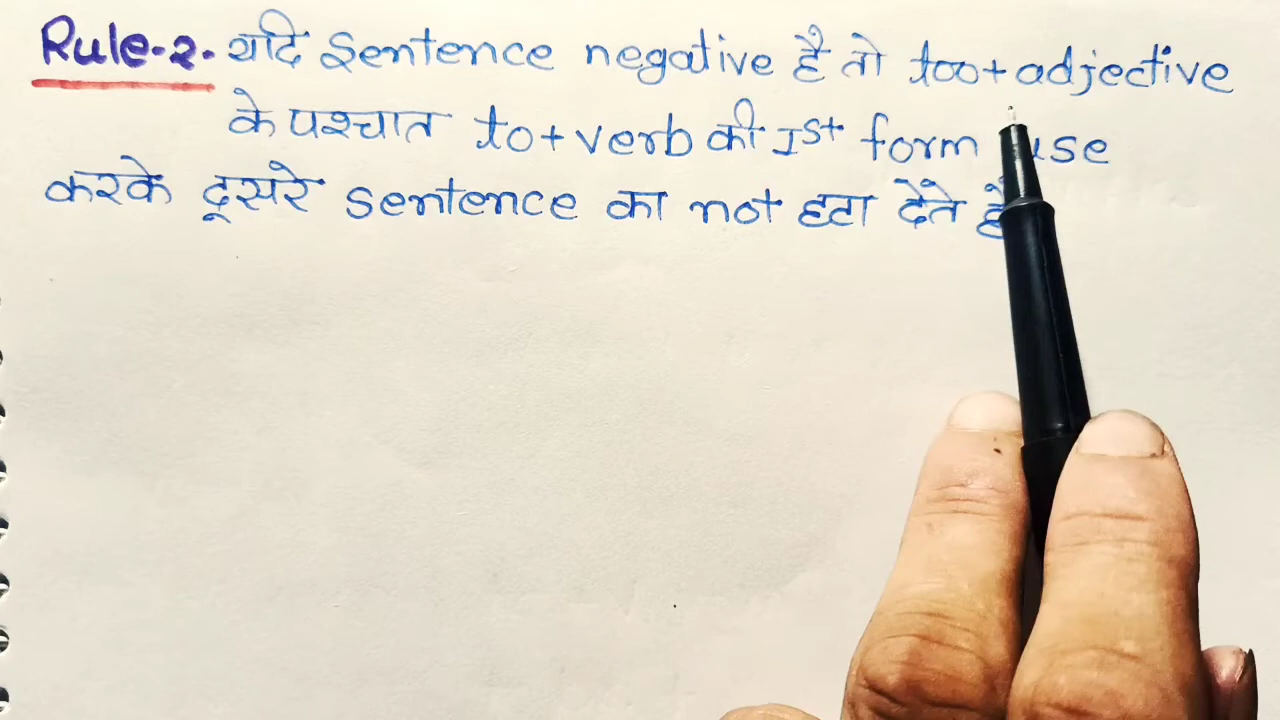 Rule-2. यदि Sentence negative है तो too+adjective
के पश्चात to+verb की Ist form use
करके दूसरे sentence का not हटा देते है